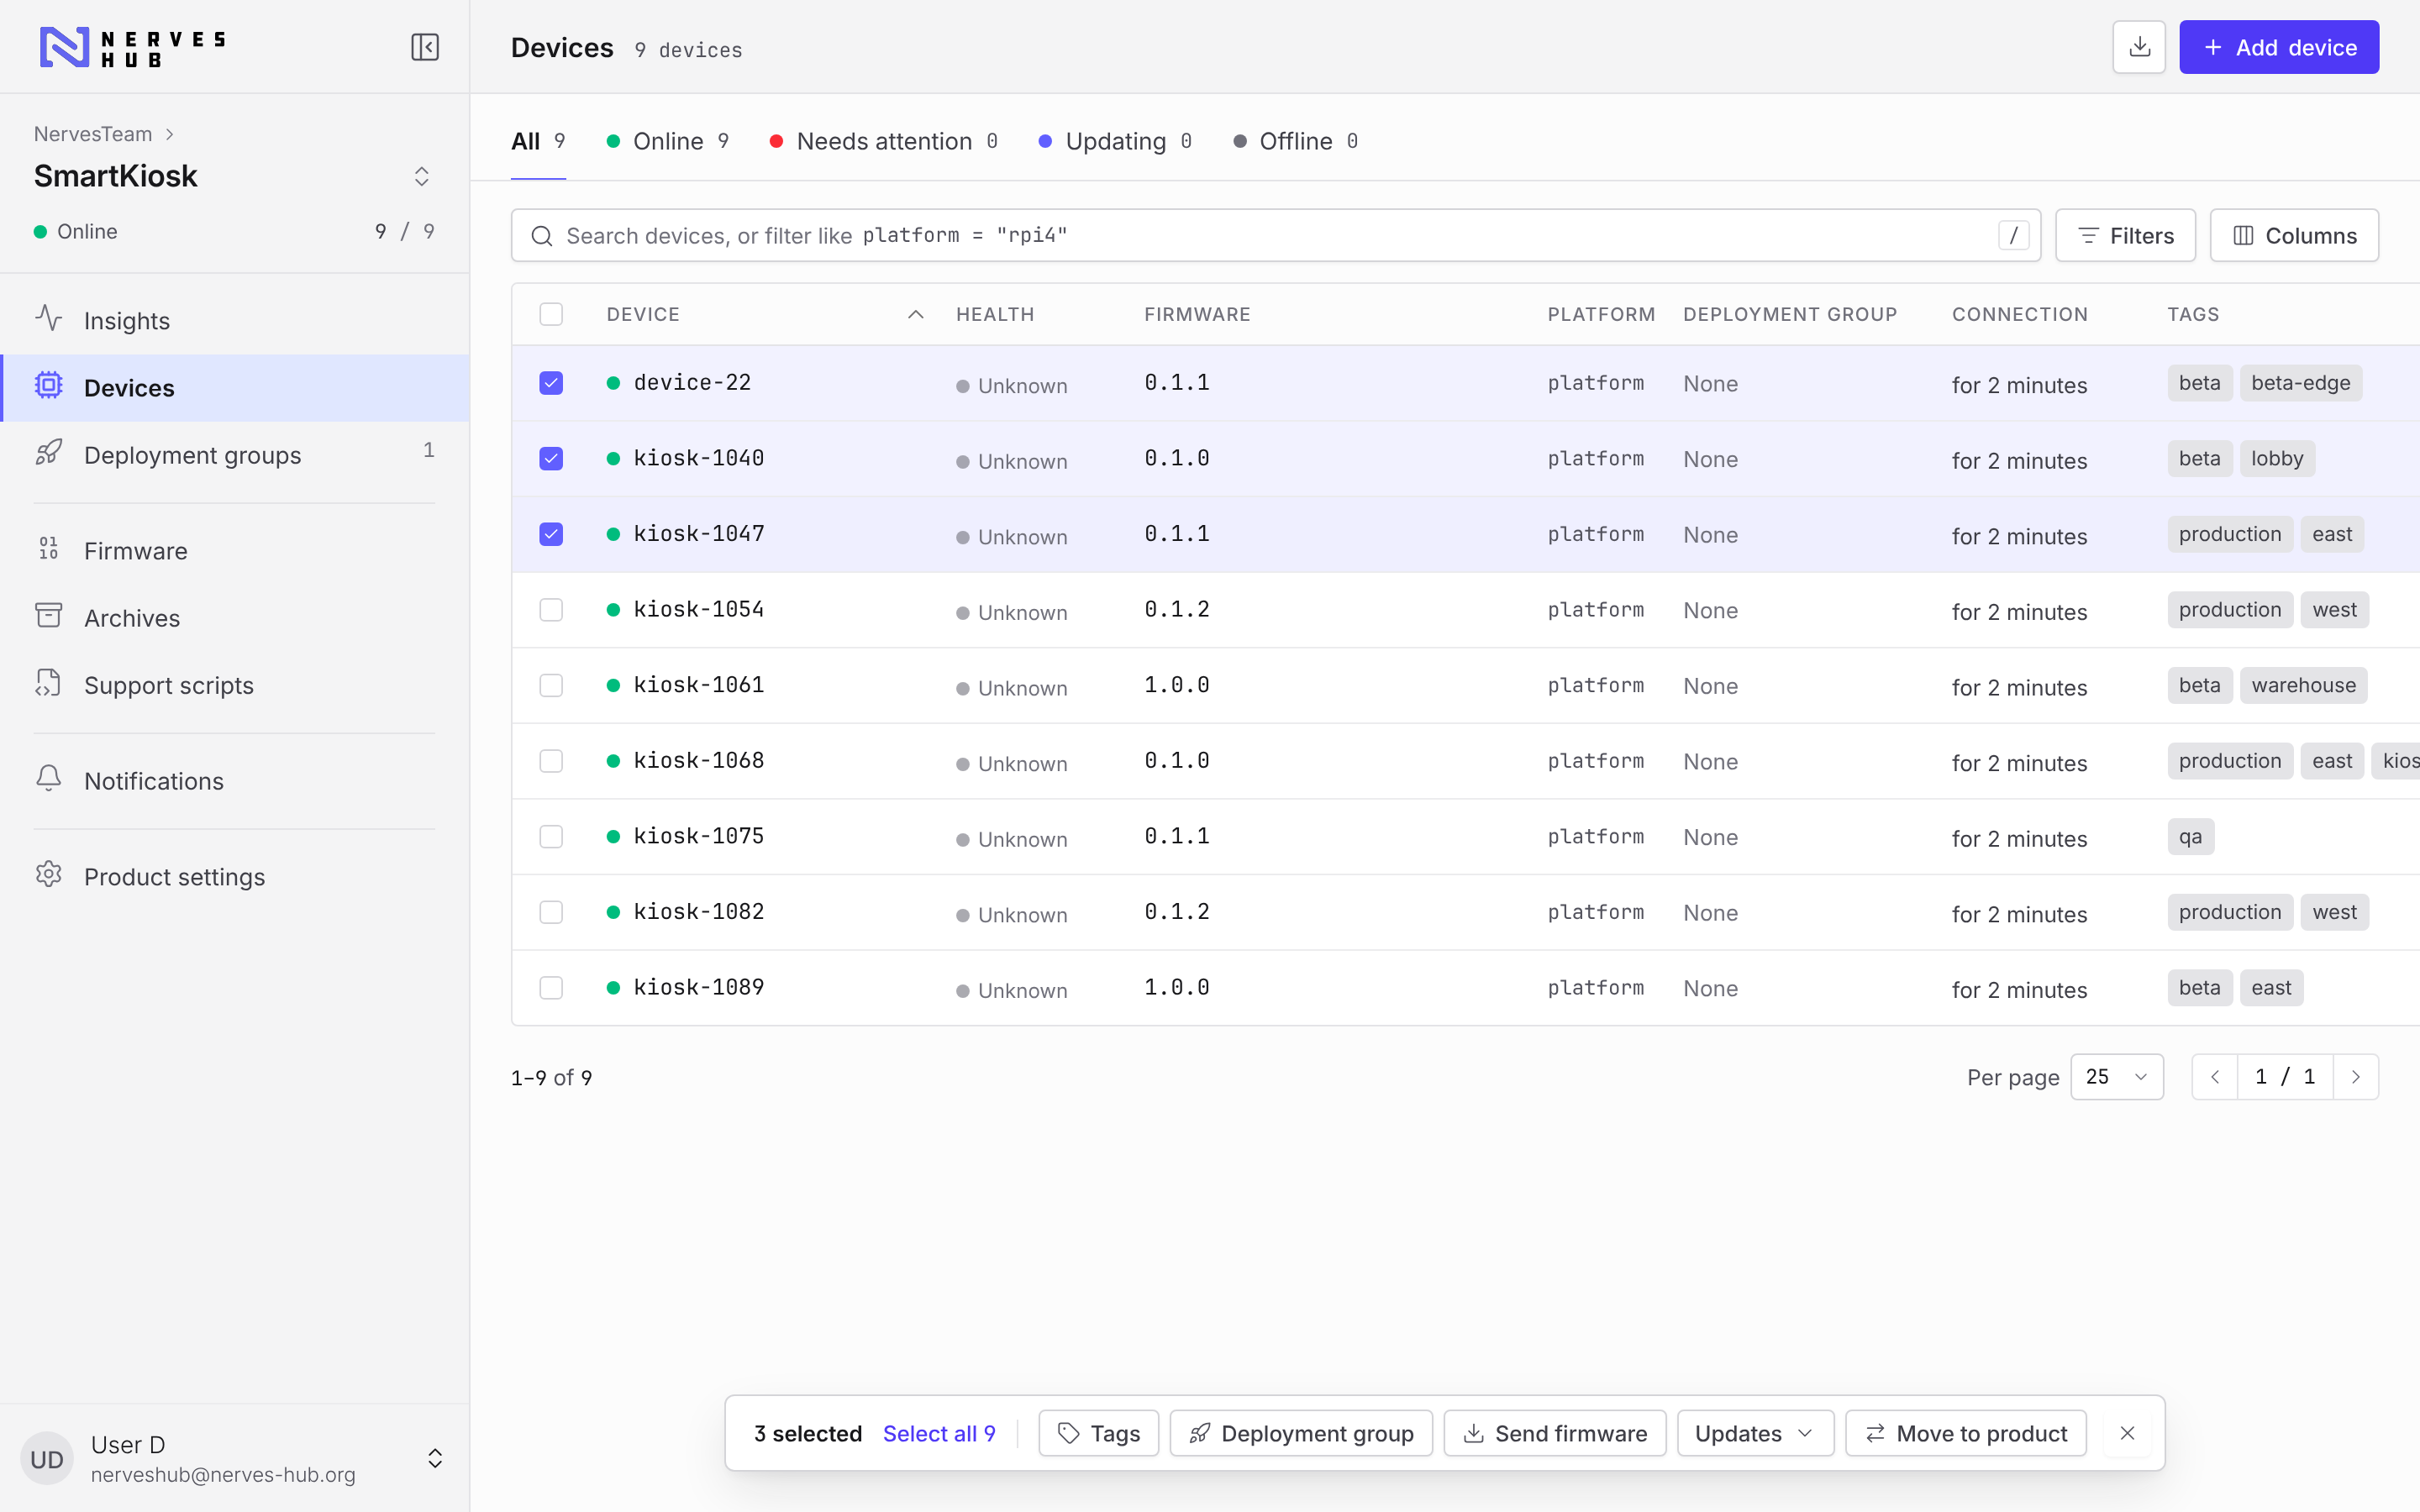 NERVES
HUB
NervesTeam
SmartKiosk
Online 9 / 9
Insights
Devices
Deployment groups 1
Firmware
Archives
Support scripts
Notifications
Product settings
UD
User D
nerveshub@nerves-hub.org
Devices 9 devices
Add device
All 9 Online 9 Needs attention 0 Updating 0 Offline 0
Search devices, or filter like platform = "rpi4" / Filters Columns
DEVICE HEALTH FIRMWARE PLATFORM DEPLOYMENT GROUP CONNECTION TAGS
device-22 Unknown 0.1.1 platform None for 2 minutes beta beta-edge
kiosk-1040 Unknown 0.1.0 platform None for 2 minutes beta lobby
kiosk-1047 Unknown 0.1.1 platform None for 2 minutes production east
kiosk-1054 Unknown 0.1.2 platform None for 2 minutes production west
kiosk-1061 Unknown 1.0.0 platform None for 2 minutes beta warehouse
kiosk-1068 Unknown 0.1.0 platform None for 2 minutes production east kios
kiosk-1075 Unknown 0.1.1 platform None for 2 minutes qa
kiosk-1082 Unknown 0.1.2 platform None for 2 minutes production west
kiosk-1089 Unknown 1.0.0 platform None for 2 minutes beta east
1–9 of 9 Per page 25 1 / 1
3 selected Select all 9 Tags Deployment group Send firmware Updates Move to product